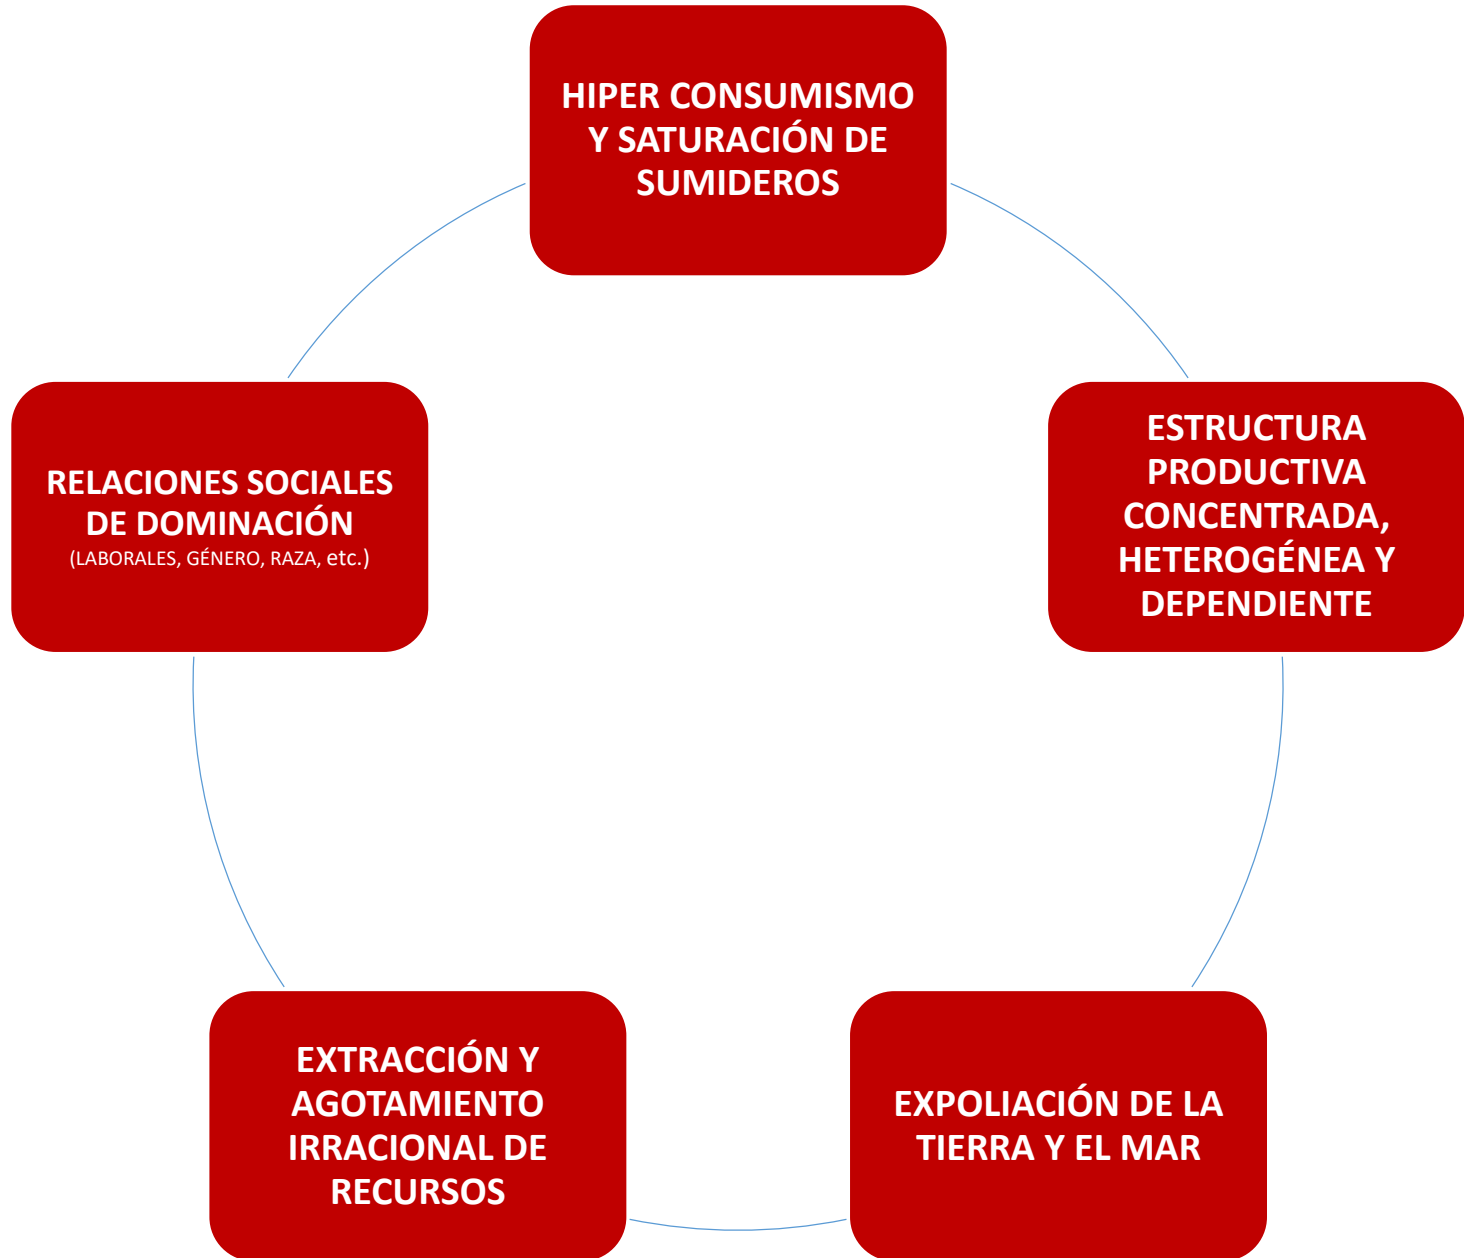 HIPER CONSUMISMO
Y SATURACIÓN DE
SUMIDEROS
ESTRUCTURA
PRODUCTIVA
CONCENTRADA,
HETEROGÉNEA Y
DEPENDIENTE
EXPOLIACIÓN DE LA
TIERRA Y EL MAR
EXTRACCIÓN Y
AGOTAMIENTO
IRRACIONAL DE
RECURSOS
RELACIONES SOCIALES
DE DOMINACIÓN
(LABORALES, GÉNERO, RAZA, etc.)